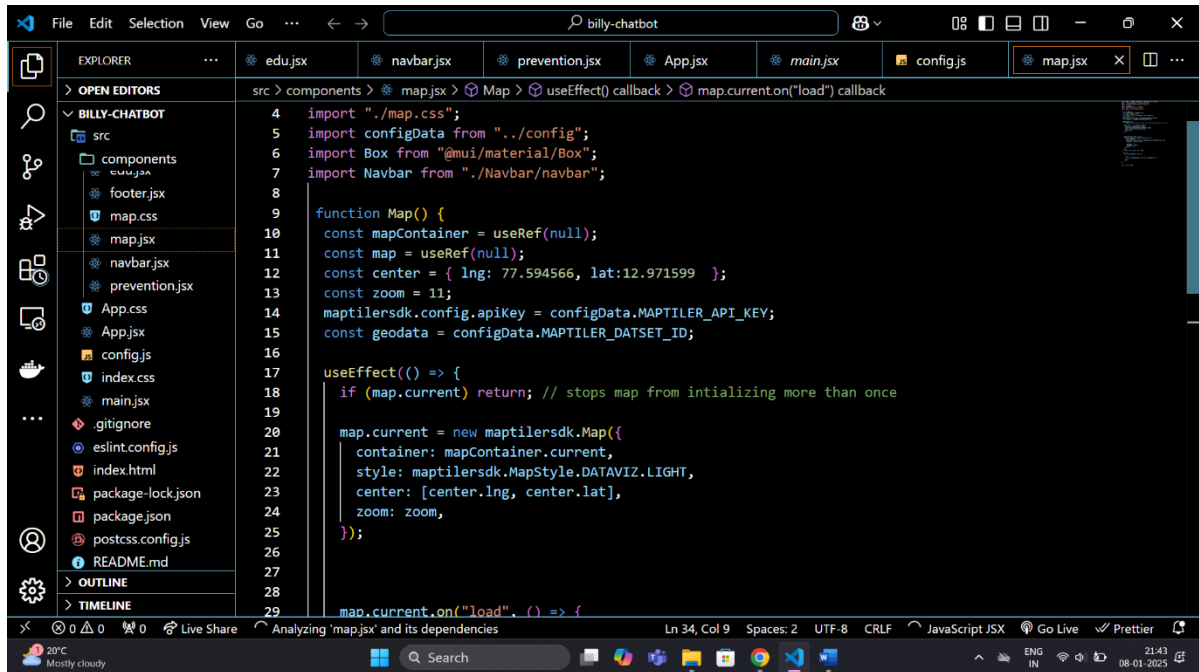 File Edit Selection View Go ··· ← → billy-chatbot
EXPLORER ···
edu.jsx navbar.jsx prevention.jsx App.jsx main.jsx config.js map.jsx ×
> OPEN EDITORS
src > components > map.jsx > Map > useEffect() callback > map.current.on("load") callback
BILLY-CHATBOT
src
components
edu.jsx
footer.jsx
map.css
map.jsx
navbar.jsx
prevention.jsx
App.css
App.jsx
config.js
index.css
main.jsx
.gitignore
eslint.config.js
index.html
package-lock.json
package.json
postcss.config.js
README.md
> OUTLINE
> TIMELINE
4 import "./map.css";
5 import configData from "../config";
6 import Box from "@mui/material/Box";
7 import Navbar from "./Navbar/navbar";
8
9 function Map() {
10 const mapContainer = useRef(null);
11 const map = useRef(null);
12 const center = { lng: 77.594566, lat:12.971599  };
13 const zoom = 11;
14 maptilersdk.config.apiKey = configData.MAPTILER_API_KEY;
15 const geodata = configData.MAPTILER_DATSET_ID;
16
17 useEffect(() => {
18 if (map.current) return; // stops map from intializing more than once
19
20 map.current = new maptilersdk.Map({
21 container: mapContainer.current,
22 style: maptilersdk.MapStyle.DATAVIZ.LIGHT,
23 center: [center.lng, center.lat],
24 zoom: zoom,
25 });
26
27
28
29 map.current.on("load", () => {
0 0 0 Live Share Analyzing 'map.jsx' and its dependencies Ln 34, Col 9 Spaces: 2 UTF-8 CRLF JavaScript JSX Go Live Prettier
1 20°C
Mostly cloudy
Search
ENG
IN
21:43
08-01-2025